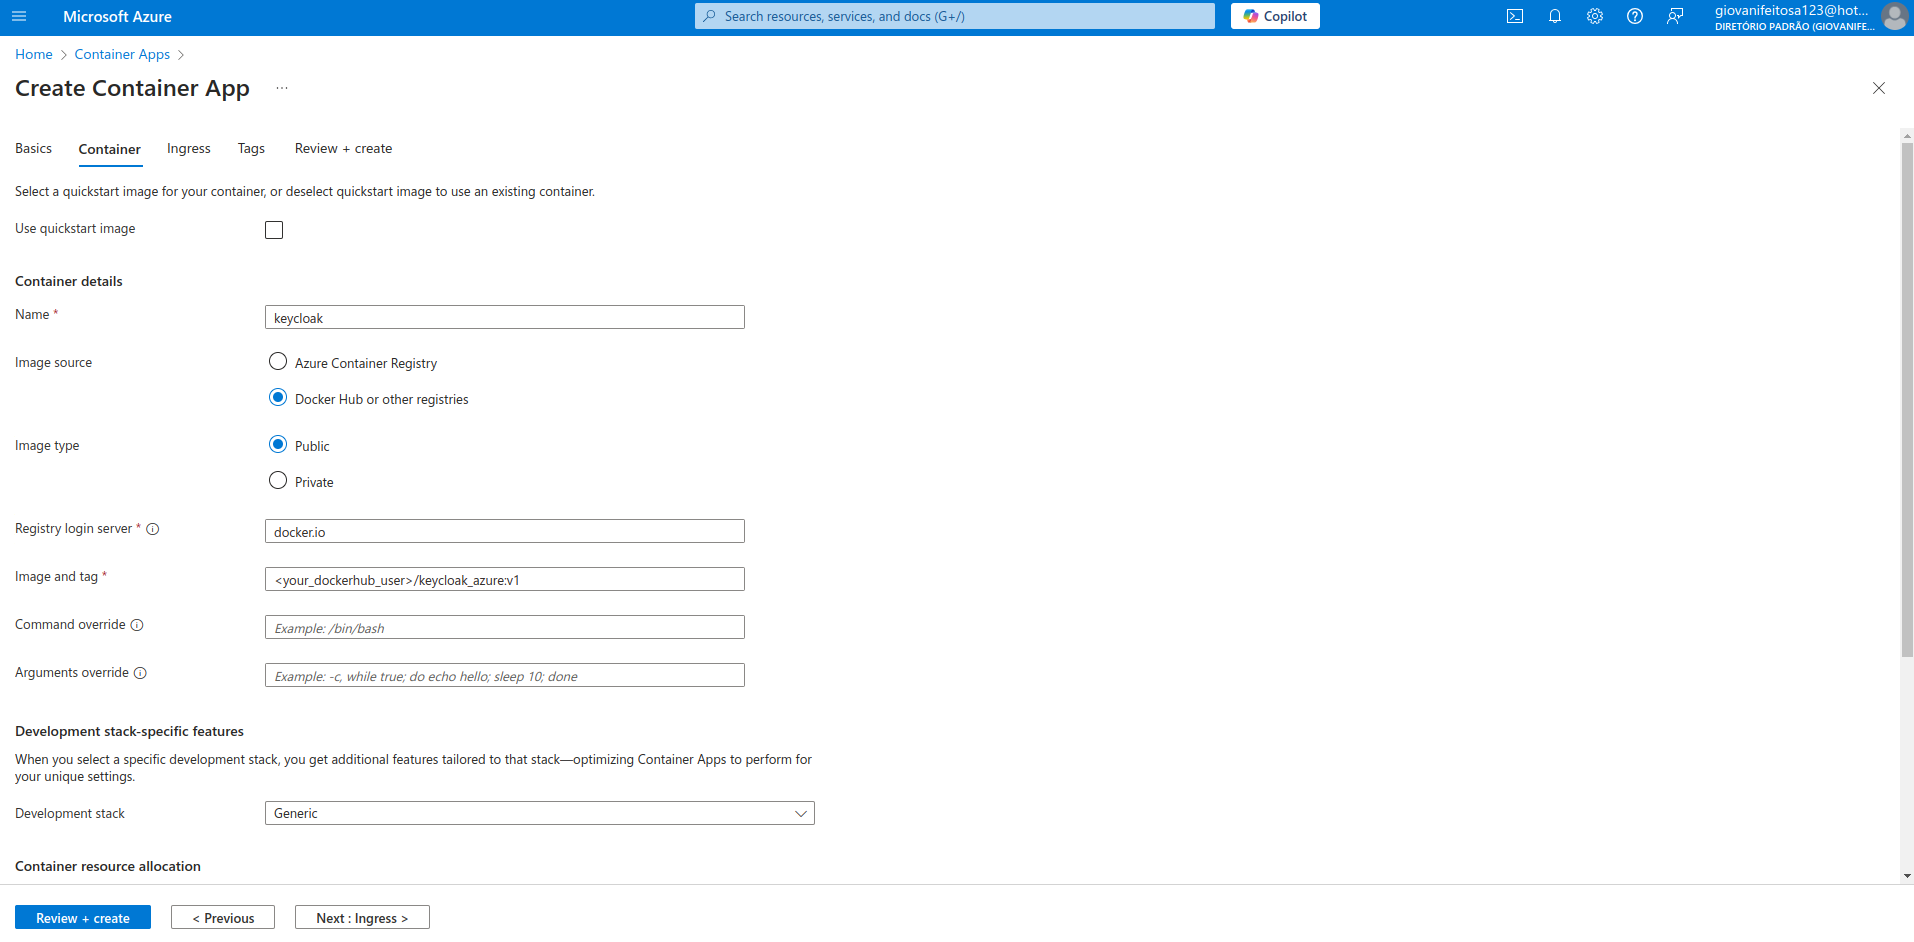 Microsoft Azure
Search resources, services, and docs (G+/)
Copilot
giovanifeitosa123@hot...
DIRETÓRIO PADRÃO (GIOVANIFE...
Home > Container Apps >
Create Container App ...
Basics Container Ingress Tags Review + create
Select a quickstart image for your container, or deselect quickstart image to use an existing container.
Use quickstart image
Container details
Name * keycloak
Image source Azure Container Registry
Docker Hub or other registries
Image type Public
Private
Registry login server * docker.io
Image and tag * <your_dockerhub_user>/keycloak_azure:v1
Command override Example: /bin/bash
Arguments override Example: -c, while true; do echo hello; sleep 10; done
Development stack-specific features
When you select a specific development stack, you get additional features tailored to that stack—optimizing Container Apps to perform for
your unique settings.
Development stack Generic
Container resource allocation
Review + create < Previous Next : Ingress >